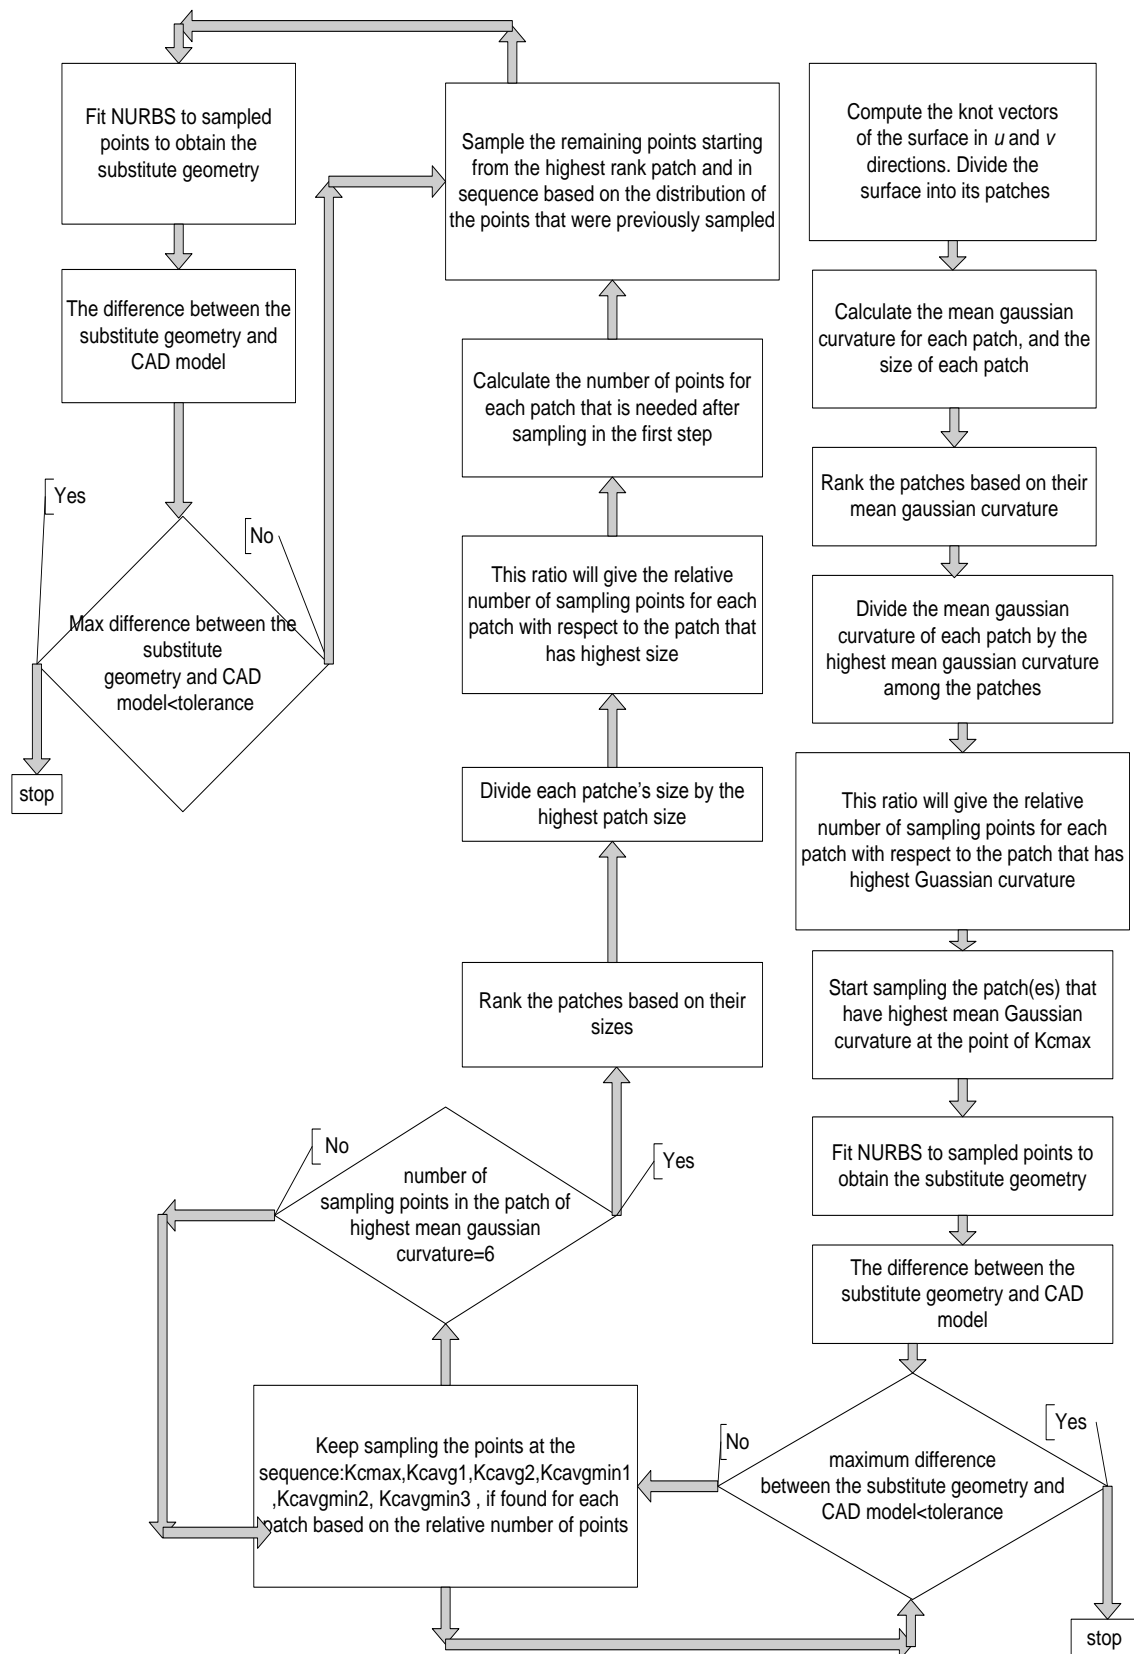 Compute the knot vectors
of the surface in u and v
directions. Divide the
surface into its patches
Calculate the mean gaussian
curvature for each patch, and the
size of each patch
Rank the patches based on their
mean gaussian curvature
Divide the mean gaussian
curvature of each patch by the
highest mean gaussian curvature
among the patches
This ratio will give the relative
number of sampling points for each
patch with respect to the patch that has
highest Guassian curvature
Start sampling the patch(es) that
have highest mean Gaussian
curvature at the point of Kcmax
Fit NURBS to sampled points to
obtain the substitute geometry
The difference between the
substitute geometry and CAD
model
maximum difference
between the substitute geometry and
CAD model<tolerance
Yes
stop
No
Keep sampling the points at the
sequence:Kcmax,Kcavg1,Kcavg2,Kcavgmin1
,Kcavgmin2, Kcavgmin3 , if found for each
patch based on the relative number of points
number of
sampling points in the patch of
highest mean gaussian
curvature=6
No
Yes
Rank the patches based on their
sizes
Divide each patche's size by the
highest patch size
This ratio will give the relative
number of sampling points for each
patch with respect to the patch that
has highest size
Calculate the number of points for
each patch that is needed after
sampling in the first step
Sample the remaining points starting
from the highest rank patch and in
sequence based on the distribution of
the points that were previously sampled
Fit NURBS to sampled
points to obtain the
substitute geometry
The difference between the
substitute geometry and
CAD model
Max difference between the
substitute
geometry and CAD
model<tolerance
Yes
No
stop